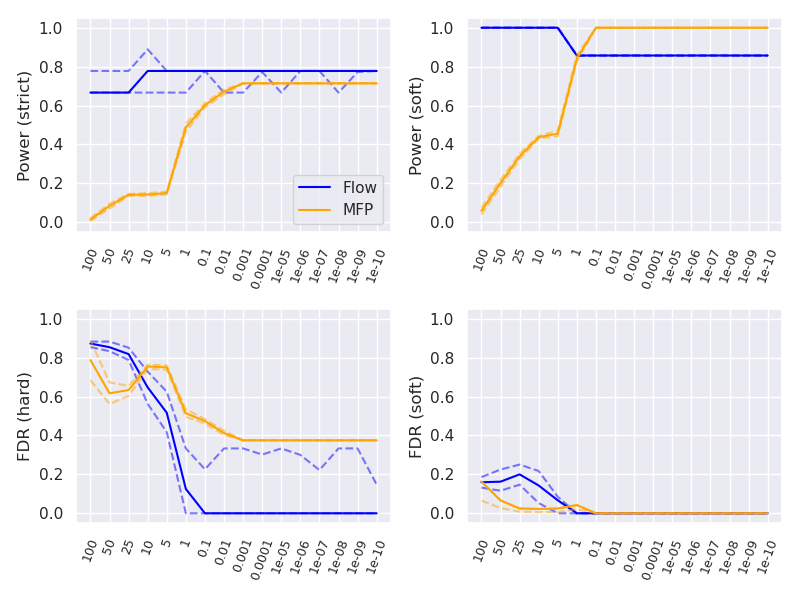 Power (strict)
1.0
0.8
0.6
0.4
0.2
0.0
Flow
MFP
100
50
25
10
5
1
0.1
0.01
0.001
0.0001
1e-05
1e-06
1e-07
1e-08
1e-09
1e-10
Power (soft)
1.0
0.8
0.6
0.4
0.2
0.0
100
50
25
10
5
1
0.1
0.01
0.001
0.0001
1e-05
1e-06
1e-07
1e-08
1e-09
1e-10
FDR (hard)
1.0
0.8
0.6
0.4
0.2
0.0
100
50
25
10
5
1
0.1
0.01
0.001
0.0001
1e-05
1e-06
1e-07
1e-08
1e-09
1e-10
FDR (soft)
1.0
0.8
0.6
0.4
0.2
0.0
100
50
25
10
5
1
0.1
0.01
0.001
0.0001
1e-05
1e-06
1e-07
1e-08
1e-09
1e-10